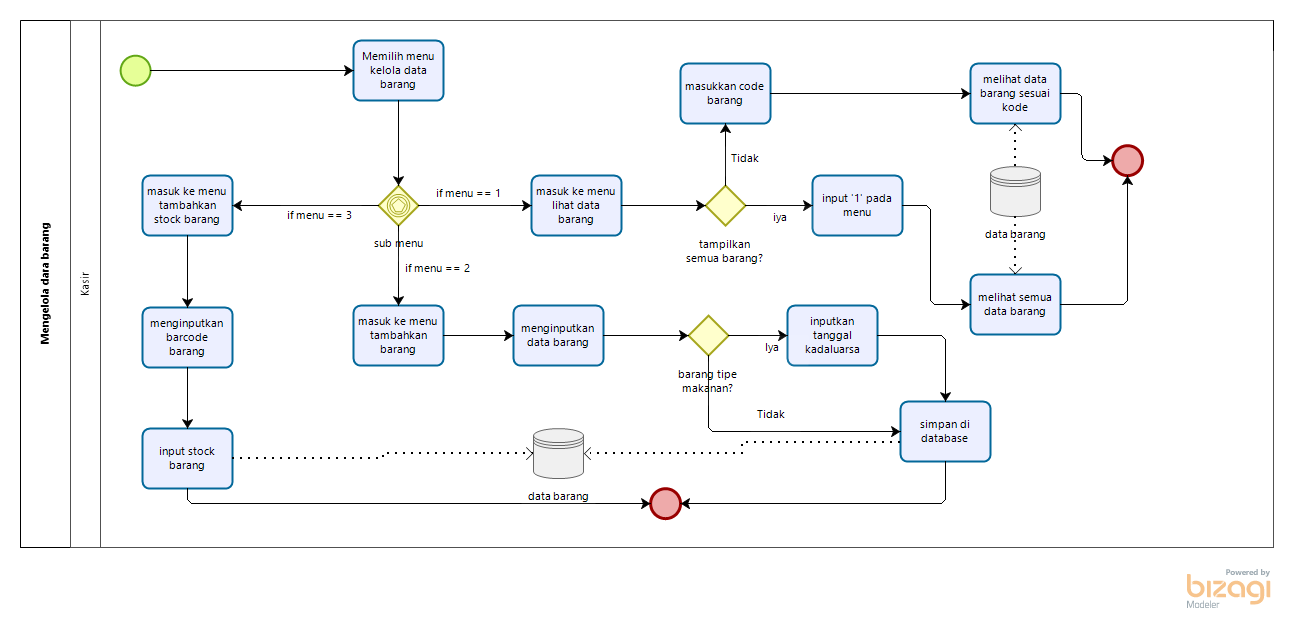 Mengelola dara barang
Kasir
Memilih menu
kelola data
barang
masukkan code
barang
melihat data
barang sesuai
kode
Tidak
masuk ke menu
tambahkan
stock barang
if menu == 3
if menu == 1
sub menu
masuk ke menu
lihat data
barang
tampilkan
semua barang?
iya
input '1' pada
menu
data barang
if menu == 2
melihat semua
data barang
menginputkan
barcode
barang
masuk ke menu
tambahkan
barang
menginputkan
data barang
barang tipe
makanan?
Iya
inputkan
tanggal
kadaluarsa
Tidak
simpan di
database
input stock
barang
data barang
Powered by
bizagi
Modeler